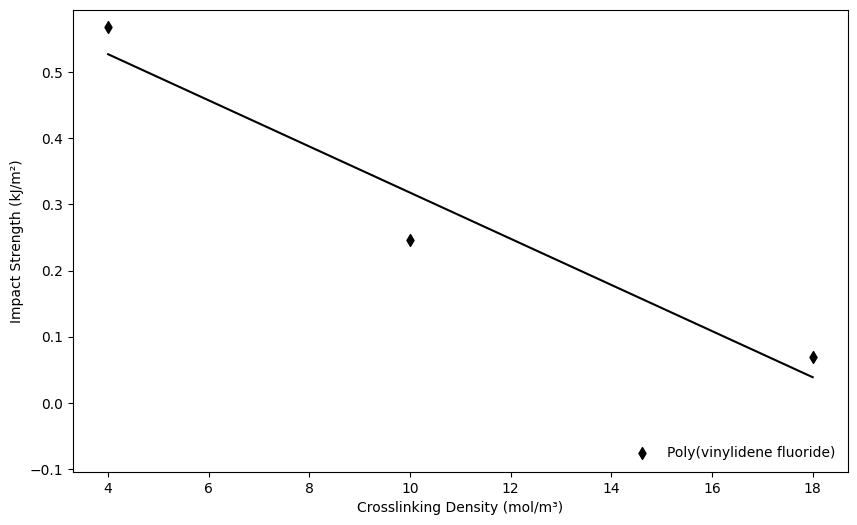 0.5
0.4
0.3
0.2
0.1
0.0
−0.1
Impact Strength (kJ/m²)
Poly(vinylidene fluoride)
4 6 8 10 12 14 16 18
Crosslinking Density (mol/m³)